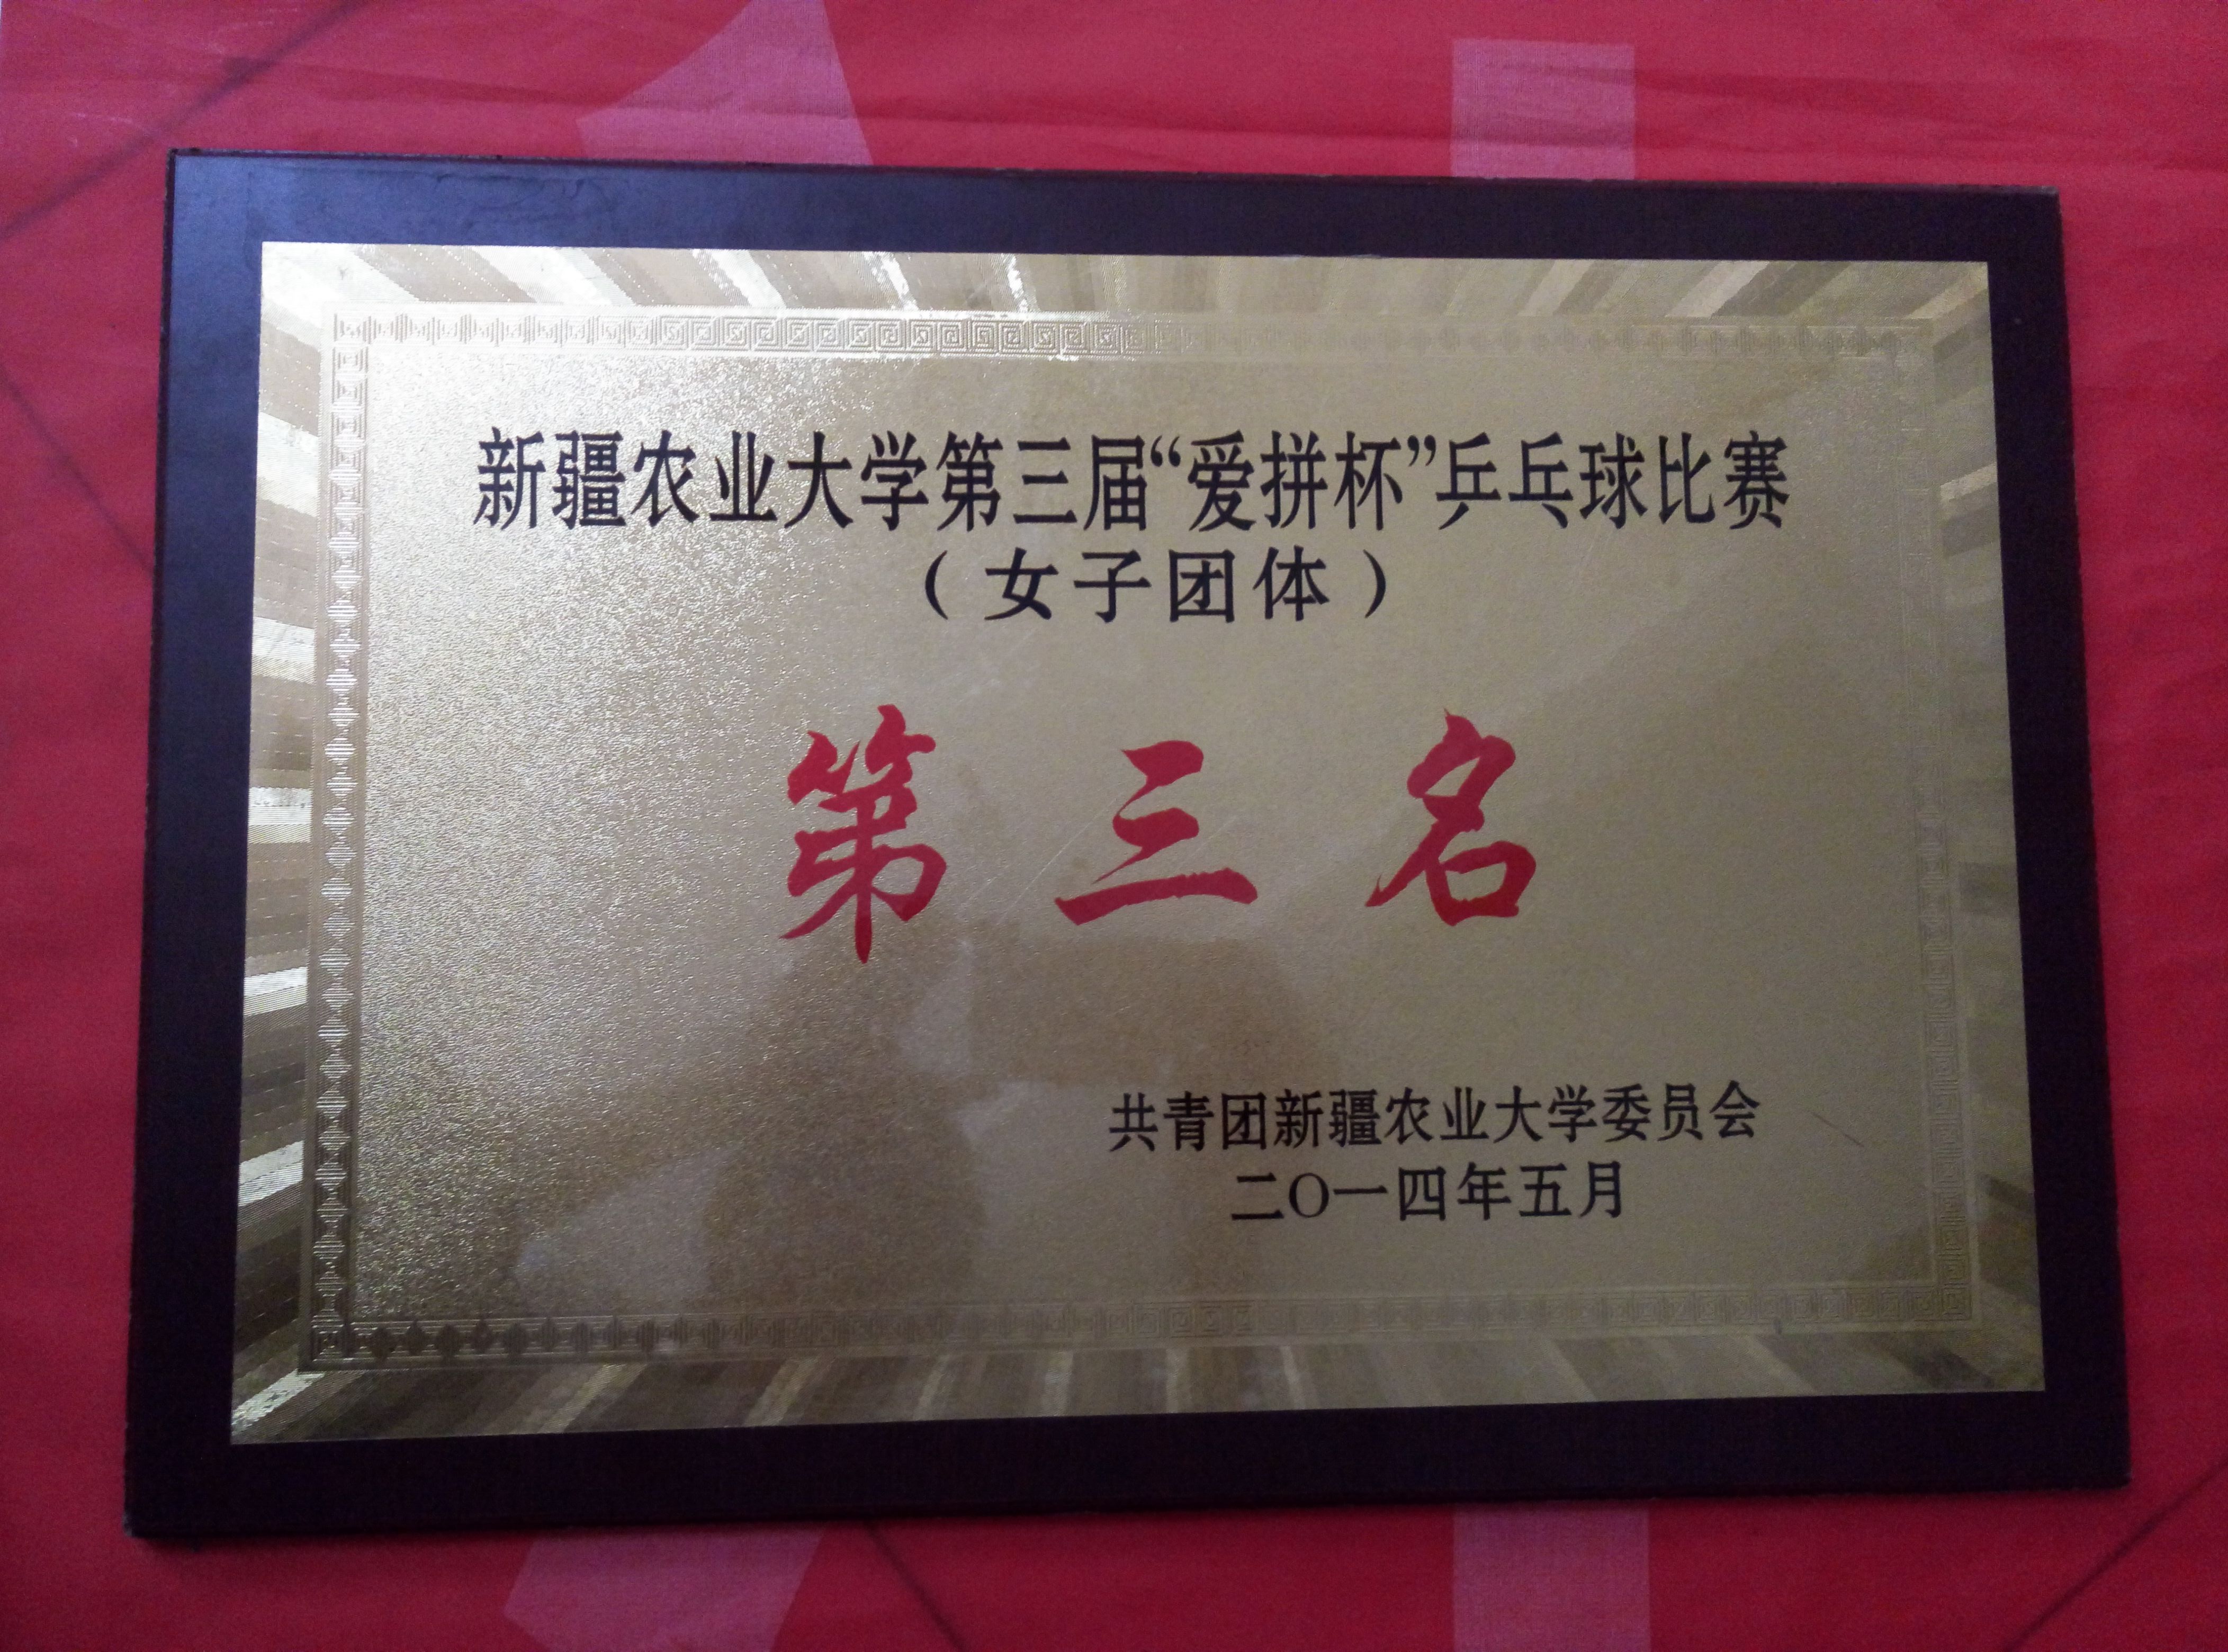 新疆农业大学第三届“爱拼杯”乒乓球比赛
（女子团体）
第三名
共青团新疆农业大学委员会
二〇一四年五月